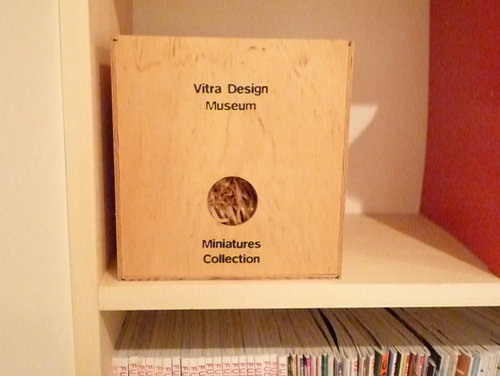 Vitra Design
Museum
Miniatures
Collection